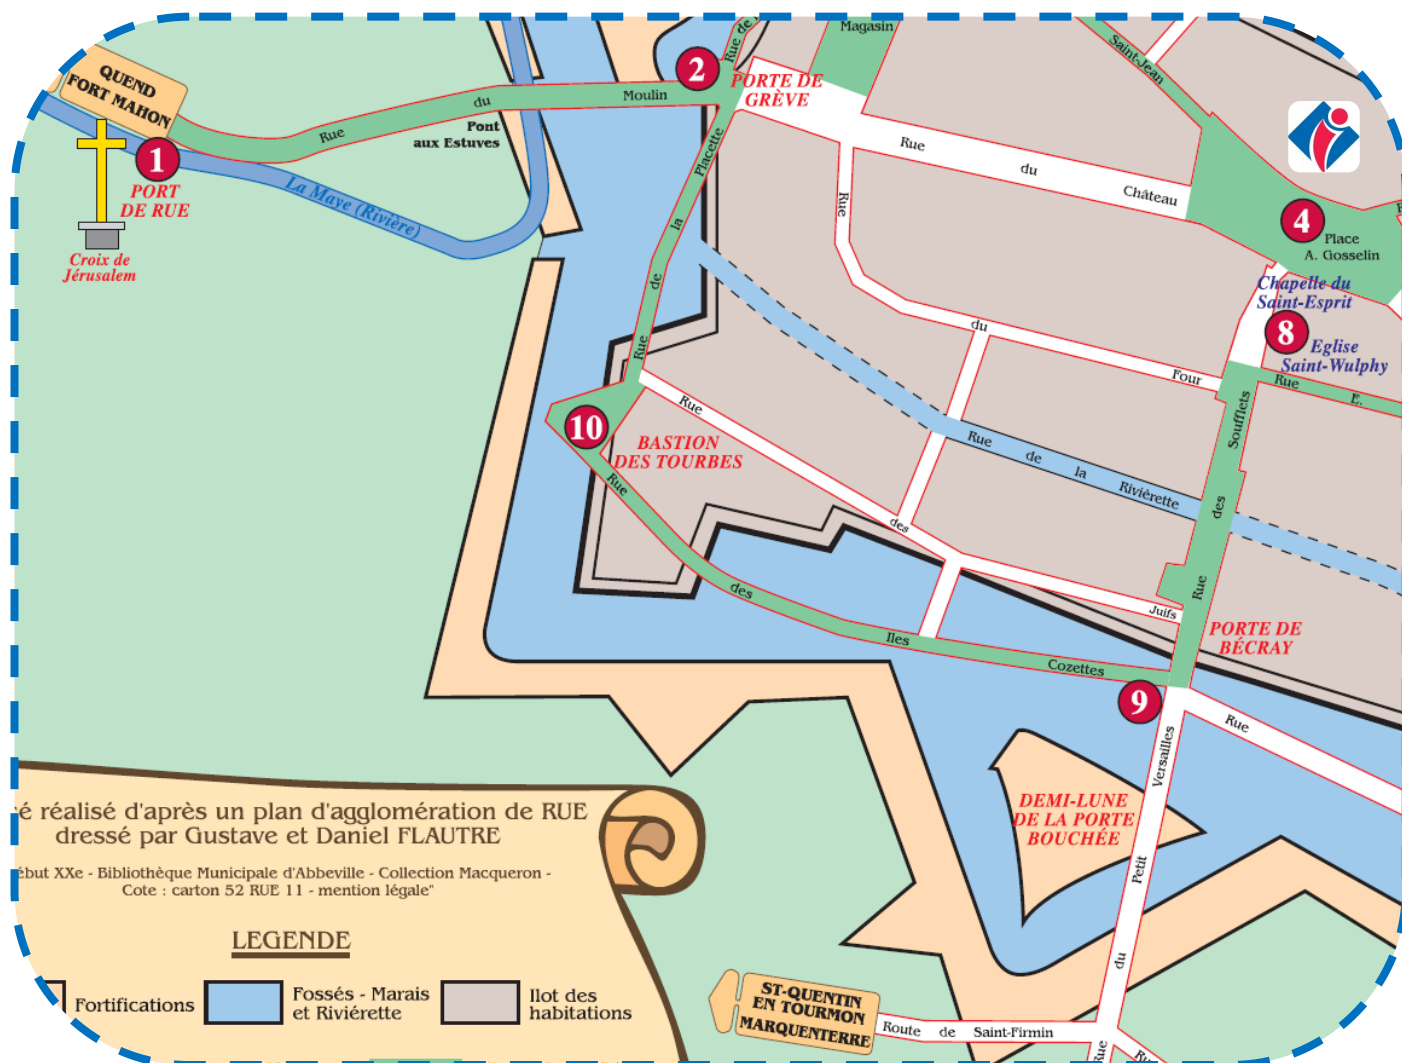 Magasin
Rue de
Saint-Jean
QUEND
FORT MAHON
2
PORTE DE
GRÈVE
Rue du Moulin
Pont
aux Estuves
1
PORT
DE RUE
La Maye (Rivière)
Croix de
Jérusalem
Rue du Château
4
Place
A. Gosselin
Chapelle du
Saint-Esprit
8
Eglise
Saint-Wulphy
Rue de la Placette
Rue du Four
Rue E.
10
BASTION
DES TOURBES
Rue des Juifs
Rue de la Rivièrette
Rue des Soufflets
Rue des Iles Cozettes
PORTE DE
BÉCRAY
9
Rue
DEMI-LUNE
DE LA PORTE
BOUCHÉE
Rue du Petit Versailles
réalisé d'après un plan d'agglomération de RUE
dressé par Gustave et Daniel FLAUTRE
ébut XXe - Bibliothèque Municipale d'Abbeville - Collection Macqueron -
Cote : carton 52 RUE 11 - mention légale"
LEGENDE
Fortifications
Fossés - Marais
et Riviérette
Ilot des
habitations
ST-QUENTIN
EN TOURMON
MARQUENTERRE
Route de Saint-Firmin